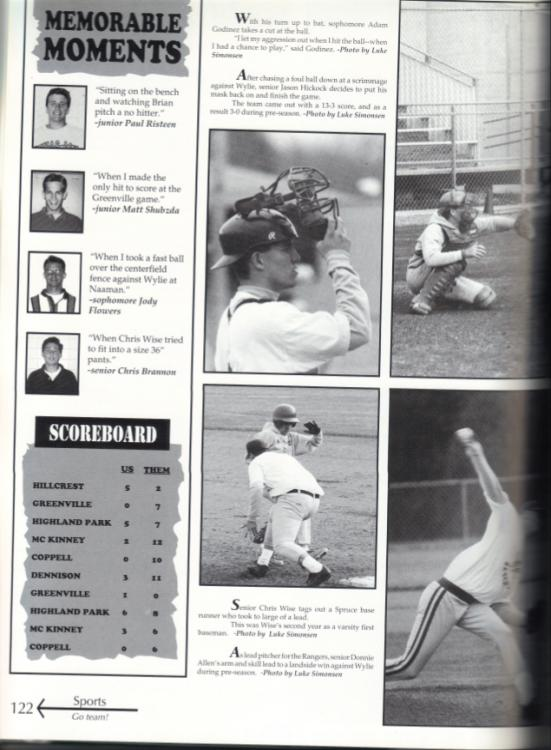 MEMORABLE
MOMENTS
"Sitting on the bench
and watching Brian
pitch a no hitter."
-junior Paul Risteen
"When I made the
only hit to score at the
Greenville game."
-junior Matt Shubzda
"When I took a fast ball
over the centerfield
fence against Wylie at
Naaman."
-sophomore Jody
Flowers
"When Chris Wise tried
to fit into a size 36"
pants."
-senior Chris Brannon
SCOREBOARD
US THEM
HILLCREST 5 2
GREENVILLE 0 7
HIGHLAND PARK 5 7
MC KINNEY 2 12
COPPELL 0 10
DENNISON 3 11
GREENVILLE 1 0
HIGHLAND PARK 6 8
MC KINNEY 3 6
COPPELL 0 6
122 Sports
Go team!
With his turn up to bat, sophomore Adam
Godinez takes a cut at the ball.
"I let my aggression out when I hit the ball--when
I had a chance to play," said Godinez. -Photo by Luke
Simonsen
After chasing a foul ball down at a scrimonage
against Wylie, senior Jason Hickock decides to put his
mask back on and finish the game.
The team came out with a 13-3 score, and as a
result 3-0 during pre-season. -Photo by Luke Simonsen
Senior Chris Wise tags out a Spruce base
runner who took to large of a lead.
This was Wise's second year as a varsity first
baseman. -Photo by Luke Simonsen
As lead pitcher for the Rangers, senior Donnie
Allen's arm and skill lead to a landside win against Wylie
during pre-season. -Photo by Luke Simonsen